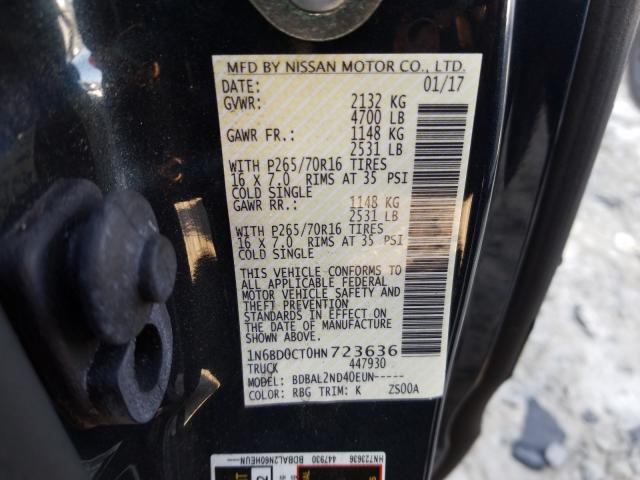 MFD BY NISSAN MOTOR CO., LTD.
DATE: 01/17
GVWR: 2132 KG
4700 LB
GAWR FR.: 1148 KG
2531 LB
WITH P265/70R16 TIRES
16 X 7.0 RIMS AT 35 PSI
COLD SINGLE
GAWR RR.: 1148 KG
2531 LB
WITH P265/70R16 TIRES
16 X 7.0 RIMS AT 35 PSI
COLD SINGLE
THIS VEHICLE CONFORMS TO
ALL APPLICABLE FEDERAL
MOTOR VEHICLE SAFETY AND
THEFT PREVENTION
STANDARDS IN EFFECT ON
THE DATE OF MANUFACTURE
SHOWN ABOVE.
1N6BD0CT0HN723636
TRUCK 447930
MODEL: BDBAL2ND40EUN-----
COLOR: RBG TRIM: K ZS00A
HN723636
447930
BDBAL2N60HEUN